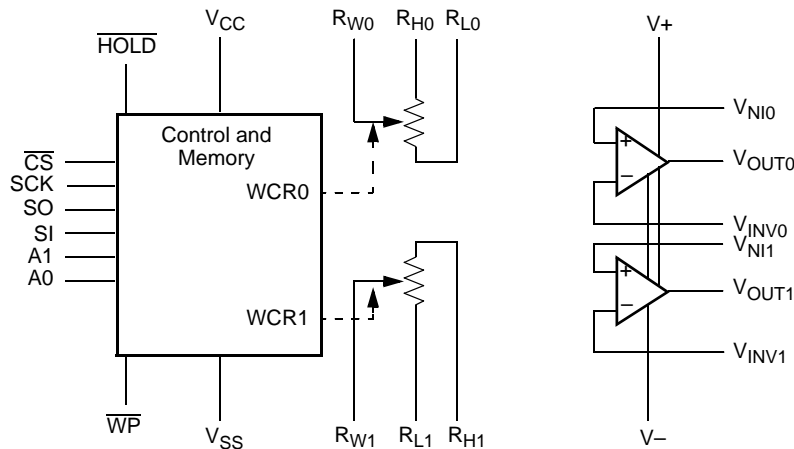 HOLD
VCC
RW0
RH0
RL0
V+
Control and
Memory
CS
SCK
SO
SI
A1
A0
WCR0
WCR1
WP
VSS
RW1
RL1
RH1
+
−
VNI0
VOUT0
VINV0
VNI1
+
−
VOUT1
VINV1
V−